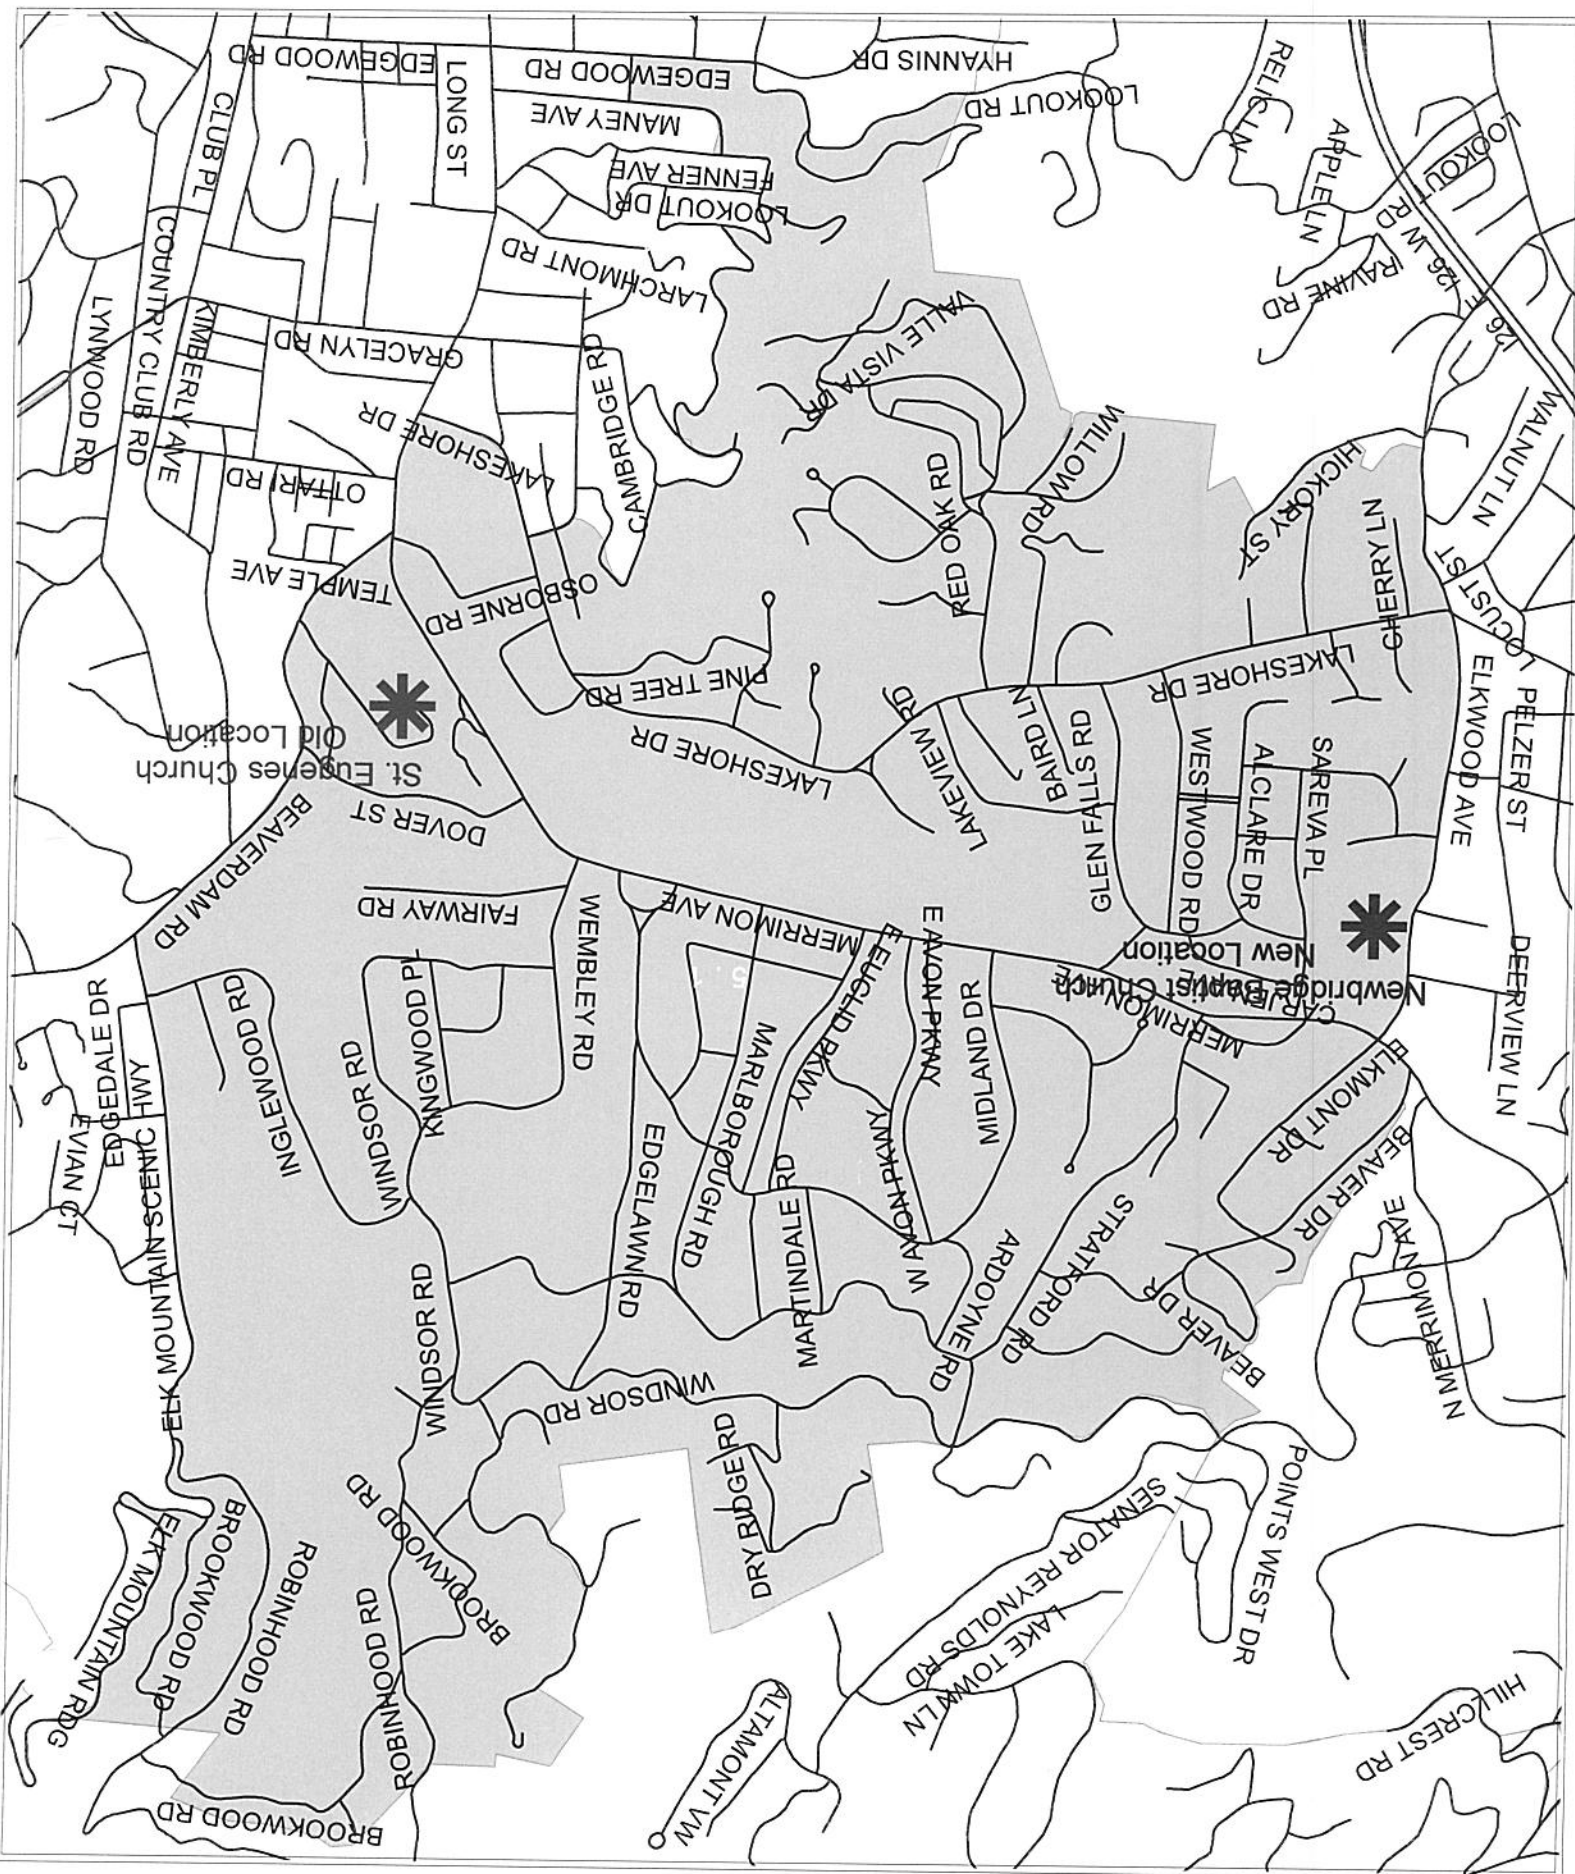 EDGEWOOD RD
EDGEWOOD RD
HYANNIS DR
LOOKOUT RD
RELIC LN
CLUB PL
LONG ST
MANEY AVE
FENNER AVE
LOOKOUT DR
APPLE LN
LOOKOUT RD
COUNTRY CLUB RD
LARCHMONT RD
RAVINE RD
E 126 W
126
LYNWOOD RD
KIMBERLY AVE
GRACELYN RD
CAMBRIDGE RD
VALLE VISTA DR
LAKESHORE DR
LAKESHORE
CAMBRIDGE RD
WILLOW RD
WALNUT LN
OTTARI RD
RED OAK RD
HICKORY ST
CHERRY LN
TEMPLE AVE
OSBORNE RD
LOCUST ST
PINE TREE RD
LAKESHORE DR
ELKWOOD AVE
PELZER ST
St. Eugenes Church
Old Location
LAKESHORE DR
LAKEVIEW RD
BAIRD LN
GLEN FALLS RD
WESTWOOD RD
ALCLARE DR
SAREVA PL
DOVER ST
BEAVERDAM RD
FAIRWAY RD
WEMBLEY RD
MERRIMON AVE
E EUCLID PKWY
E AVON PKWY
MIDLAND DR
Newbridge Baptist Church
New Location
MERRIMON AVE
DEERVIEW LN
EDGEDALE DR
EVIAN CT
ELK MOUNTAIN SCENIC HWY
INGLEWOOD RD
WINDSOR RD
KINGWOOD PL
MARLBOROUGH RD
EDGELAWN RD
MARTINDALE RD
W AVON PKWY
ARDOYNE RD
STRATFORD RD
ELKMONT DR
BEAVER DR
BEAVER DR
BEAVER DR
N MERRIMON AVE
WINDSOR RD
WINDSOR RD
DRY RIDGE RD
SENATOR REYNOLDS RD
POINTS WEST DR
BROOKWOOD RD
BROOKWOOD RD
BROOKWOOD
ELK MOUNTAIN RDG
ROBINHOOD RD
ROBINHOOD RD
LAKE TOWN LN
ALTAMONT VW
HILLCREST RD
BROOKWOOD RD